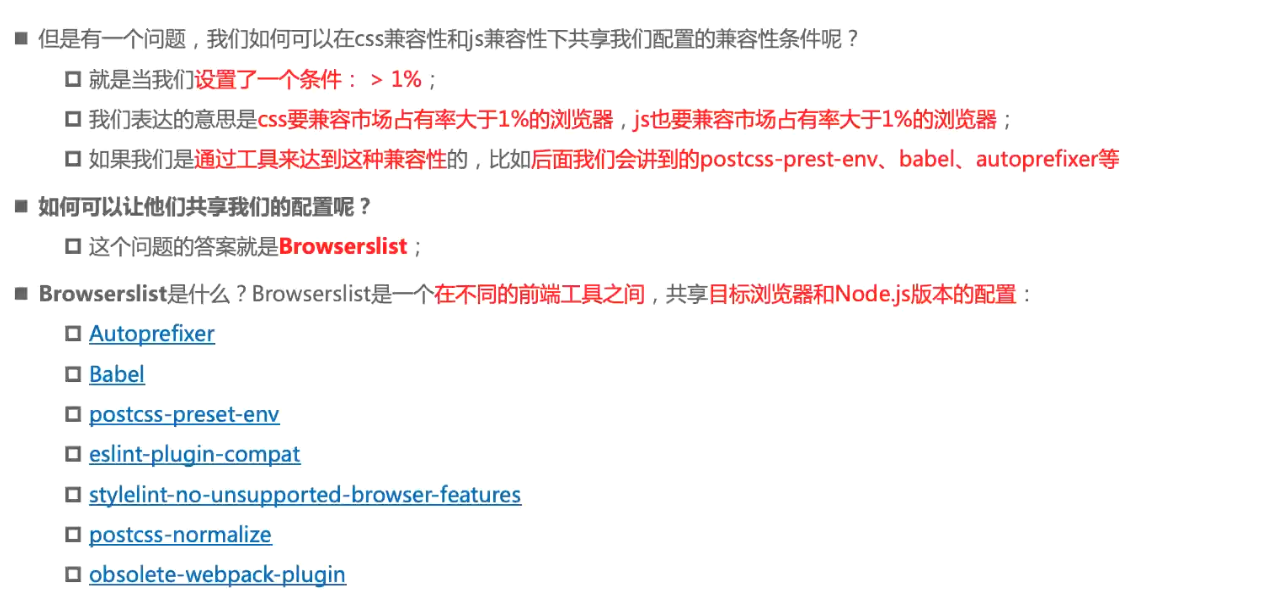 但是有一个问题，我们如何可以在css兼容性和js兼容性下共享我们配置的兼容性条件呢？
就是当我们设置了一个条件： > 1%；
我们表达的意思是css要兼容市场占有率大于1%的浏览器，js也要兼容市场占有率大于1%的浏览器；
如果我们是通过工具来达到这种兼容性的，比如后面我们会讲到的postcss-prest-env、babel、autoprefixer等
如何可以让他们共享我们的配置呢？
这个问题的答案就是Browserslist；
Browserslist是什么？Browserslist是一个在不同的前端工具之间，共享目标浏览器和Node.js版本的配置：
Autoprefixer
Babel
postcss-preset-env
eslint-plugin-compat
stylelint-no-unsupported-browser-features
postcss-normalize
obsolete-webpack-plugin